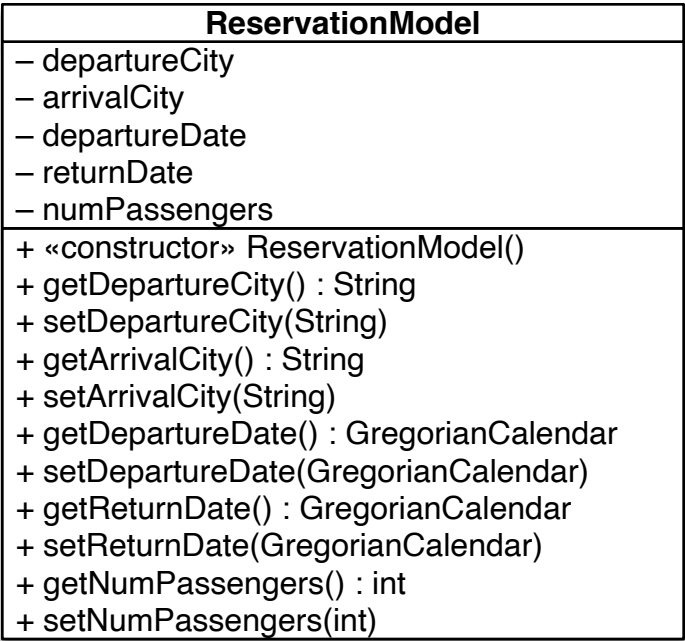 ReservationModel
– departureCity
– arrivalCity
– departureDate
– returnDate
– numPassengers
+ «constructor» ReservationModel()
+ getDepartureCity() : String
+ setDepartureCity(String)
+ getArrivalCity() : String
+ setArrivalCity(String)
+ getDepartureDate() : GregorianCalendar
+ setDepartureDate(GregorianCalendar)
+ getReturnDate() : GregorianCalendar
+ setReturnDate(GregorianCalendar)
+ getNumPassengers() : int
+ setNumPassengers(int)